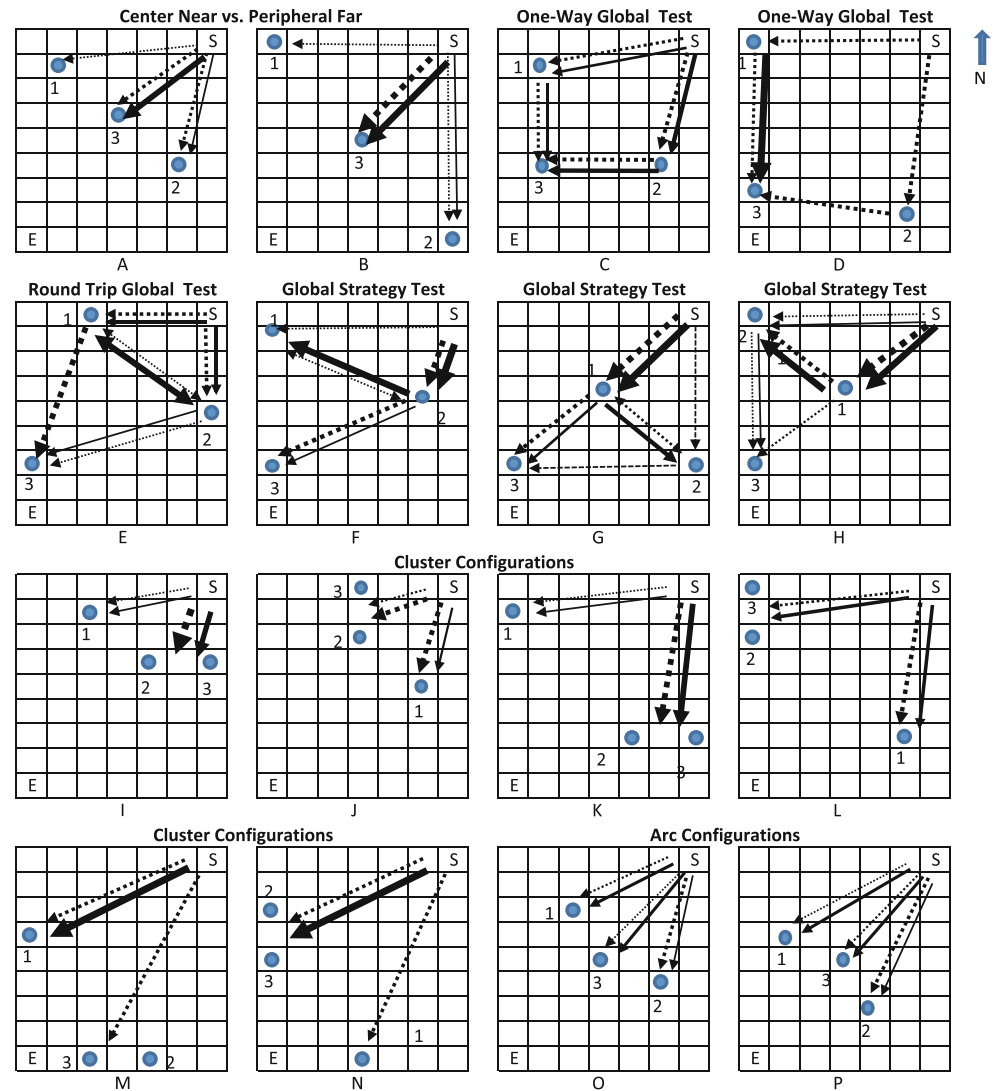 Center Near vs. Peripheral Far One-Way Global Test One-Way Global Test
S S S S
1 1 1 1
N
3 3
2 2 3 2 3
E E 2 E E 2
A B C D
Round Trip Global Test Global Strategy Test Global Strategy Test Global Strategy Test
1 S 1 S S S
2 1
1 1
2 2
3 3 3 2 3
E E E E
E F G H
Cluster Configurations
S 3 S S S
1 2 1 3
2
2 3 1
2 3 1
E E E E
I J K L
Cluster Configurations Arc Configurations
S S S S
2 1
1 3 3 1 3
2 2
E 3 2 E 1 E E
M N O P